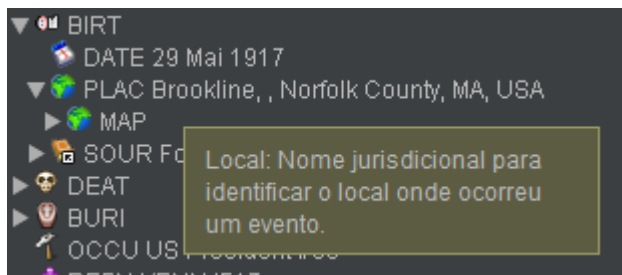 BIRT
DATE 29 Mai 1917
PLAC Brookline, , Norfolk County, MA, USA
MAP
SOUR
Local: Nome jurisdicional para
identificar o local onde ocorreu
um evento.
DEAT
BURI
OCCU US